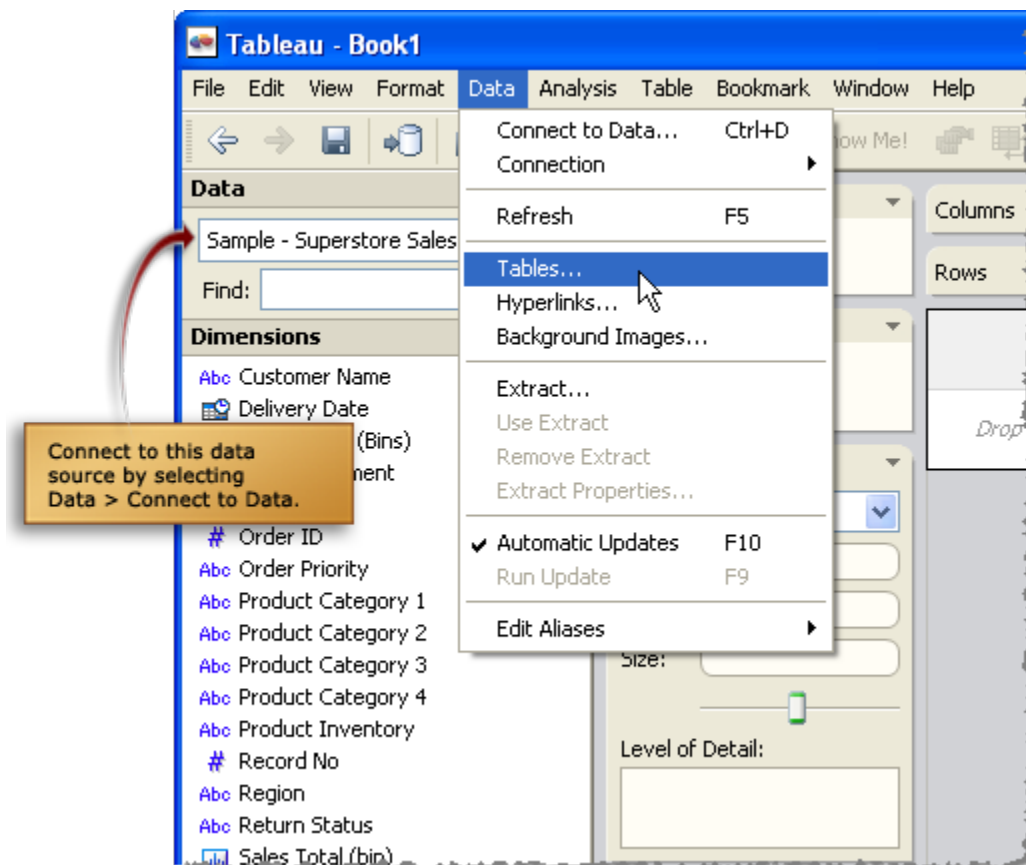 Tableau - Book1
File Edit View Format Data Analysis Table Bookmark Window Help
Connect to Data... Ctrl+D
Connection
Refresh F5
Tables...
Hyperlinks...
Background Images...
Extract...
Use Extract
Remove Extract
Extract Properties...
Automatic Updates F10
Run Update F9
Edit Aliases
Me!
Data
Sample - Superstore Sales
Find:
Dimensions
Abc Customer Name
Delivery Date
(Bins)
Connect to this data
source by selecting
Data > Connect to Data.
# Order ID
Abc Order Priority
Abc Product Category 1
Abc Product Category 2
Abc Product Category 3
Abc Product Category 4
Abc Product Inventory
# Record No
Abc Region
Abc Return Status
Sales Total (bin)
Size:
Level of Detail:
Columns
Rows
Drop